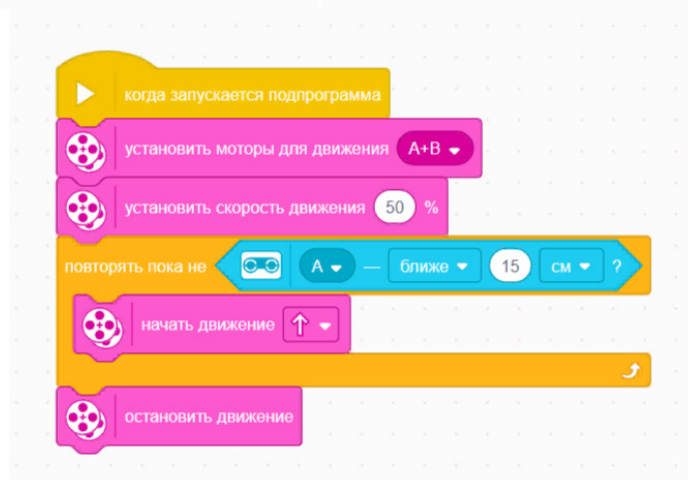 когда запускается подпрограмма
установить моторы для движения A+B
установить скорость движения 50 %
повторять пока не A — ближе 15 см ?
начать движение
остановить движение